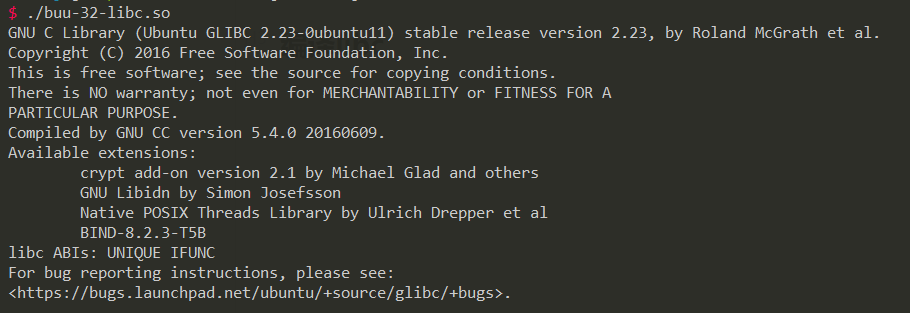 $ ./buu-32-libc.so
GNU C Library (Ubuntu GLIBC 2.23-0ubuntu11) stable release version 2.23, by Roland McGrath et al.
Copyright (C) 2016 Free Software Foundation, Inc.
This is free software; see the source for copying conditions.
There is NO warranty; not even for MERCHANTABILITY or FITNESS FOR A
PARTICULAR PURPOSE.
Compiled by GNU CC version 5.4.0 20160609.
Available extensions:
crypt add-on version 2.1 by Michael Glad and others
GNU Libidn by Simon Josefsson
Native POSIX Threads Library by Ulrich Drepper et al
BIND-8.2.3-T5B
libc ABIs: UNIQUE IFUNC
For bug reporting instructions, please see:
<https://bugs.launchpad.net/ubuntu/+source/glibc/+bugs>.